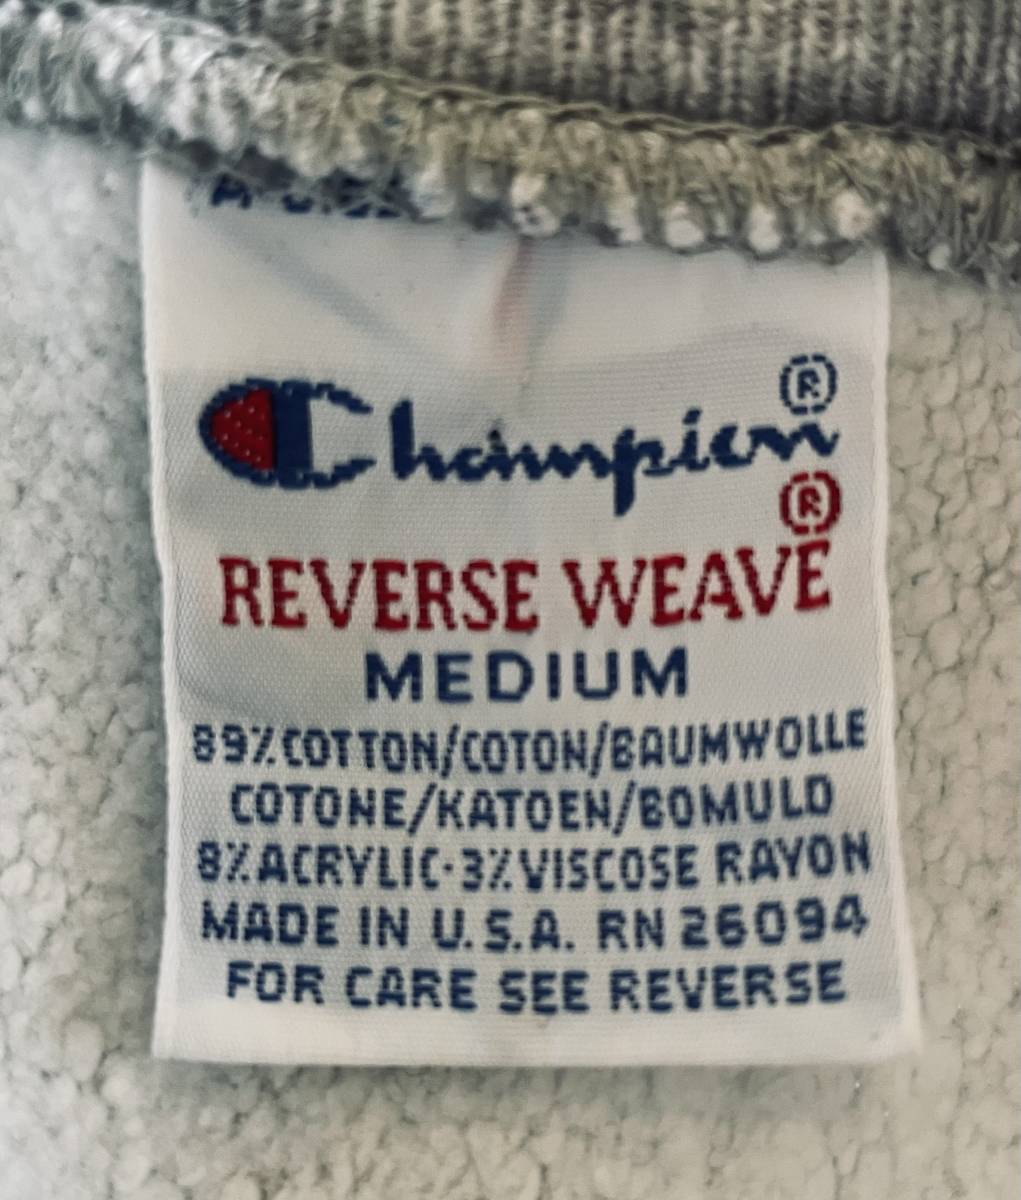 ®
Champion
®
REVERSE WEAVE
MEDIUM
89% COTTON/COTON/BAUMWOLLE
COTONE/KATOEN/BOMULD
8% ACRYLIC·3% VISCOSE RAYON
MADE IN U.S.A. RN 26094
FOR CARE SEE REVERSE